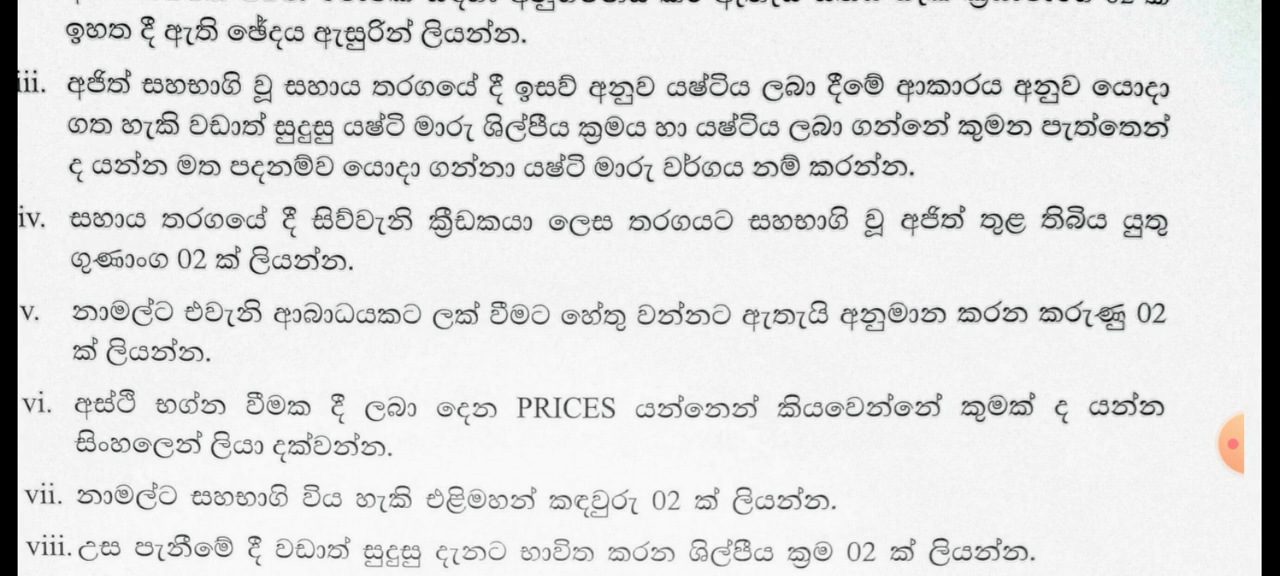 ඉහත දී ඇති ඡේදය ඇසුරින් ලියන්න.
iii. අජිත් සහභාගි වූ සහාය තරගයේ දී ඉසව් අනුව යෂ්ටිය ලබා දීමේ ආකාරය අනුව යොදා
ගත හැකි වඩාත් සුදුසු යෂ්ටි මාරු ශිල්පීය ක්‍රමය හා යෂ්ටිය ලබා ගන්නේ කුමන පැත්තෙන්
ද යන්න මත පදනම්ව යොදා ගන්නා යෂ්ටි මාරු වර්ගය නම් කරන්න.
iv. සහාය තරගයේ දී සිව්වැනි ක්‍රීඩකයා ලෙස තරගයට සහභාගි වූ අජිත් තුළ තිබිය යුතු
ගුණාංග 02 ක් ලියන්න.
v. නාමල්ට එවැනි ආබාධයකට ලක් වීමට හේතු වන්නට ඇතැයි අනුමාන කරන කරුණු 02
ක් ලියන්න.
vi. අස්ථි භග්න වීමක දී ලබා දෙන PRICES යන්නෙන් කියවෙන්නේ කුමක් ද යන්න
සිංහලෙන් ලියා දක්වන්න.
vii. නාමල්ට සහභාගි විය හැකි එළිමහන් කඳවුරු 02 ක් ලියන්න.
viii. උස පැනීමේ දී වඩාත් සුදුසු දැනට භාවිත කරන ශිල්පීය ක්‍රම 02 ක් ලියන්න.